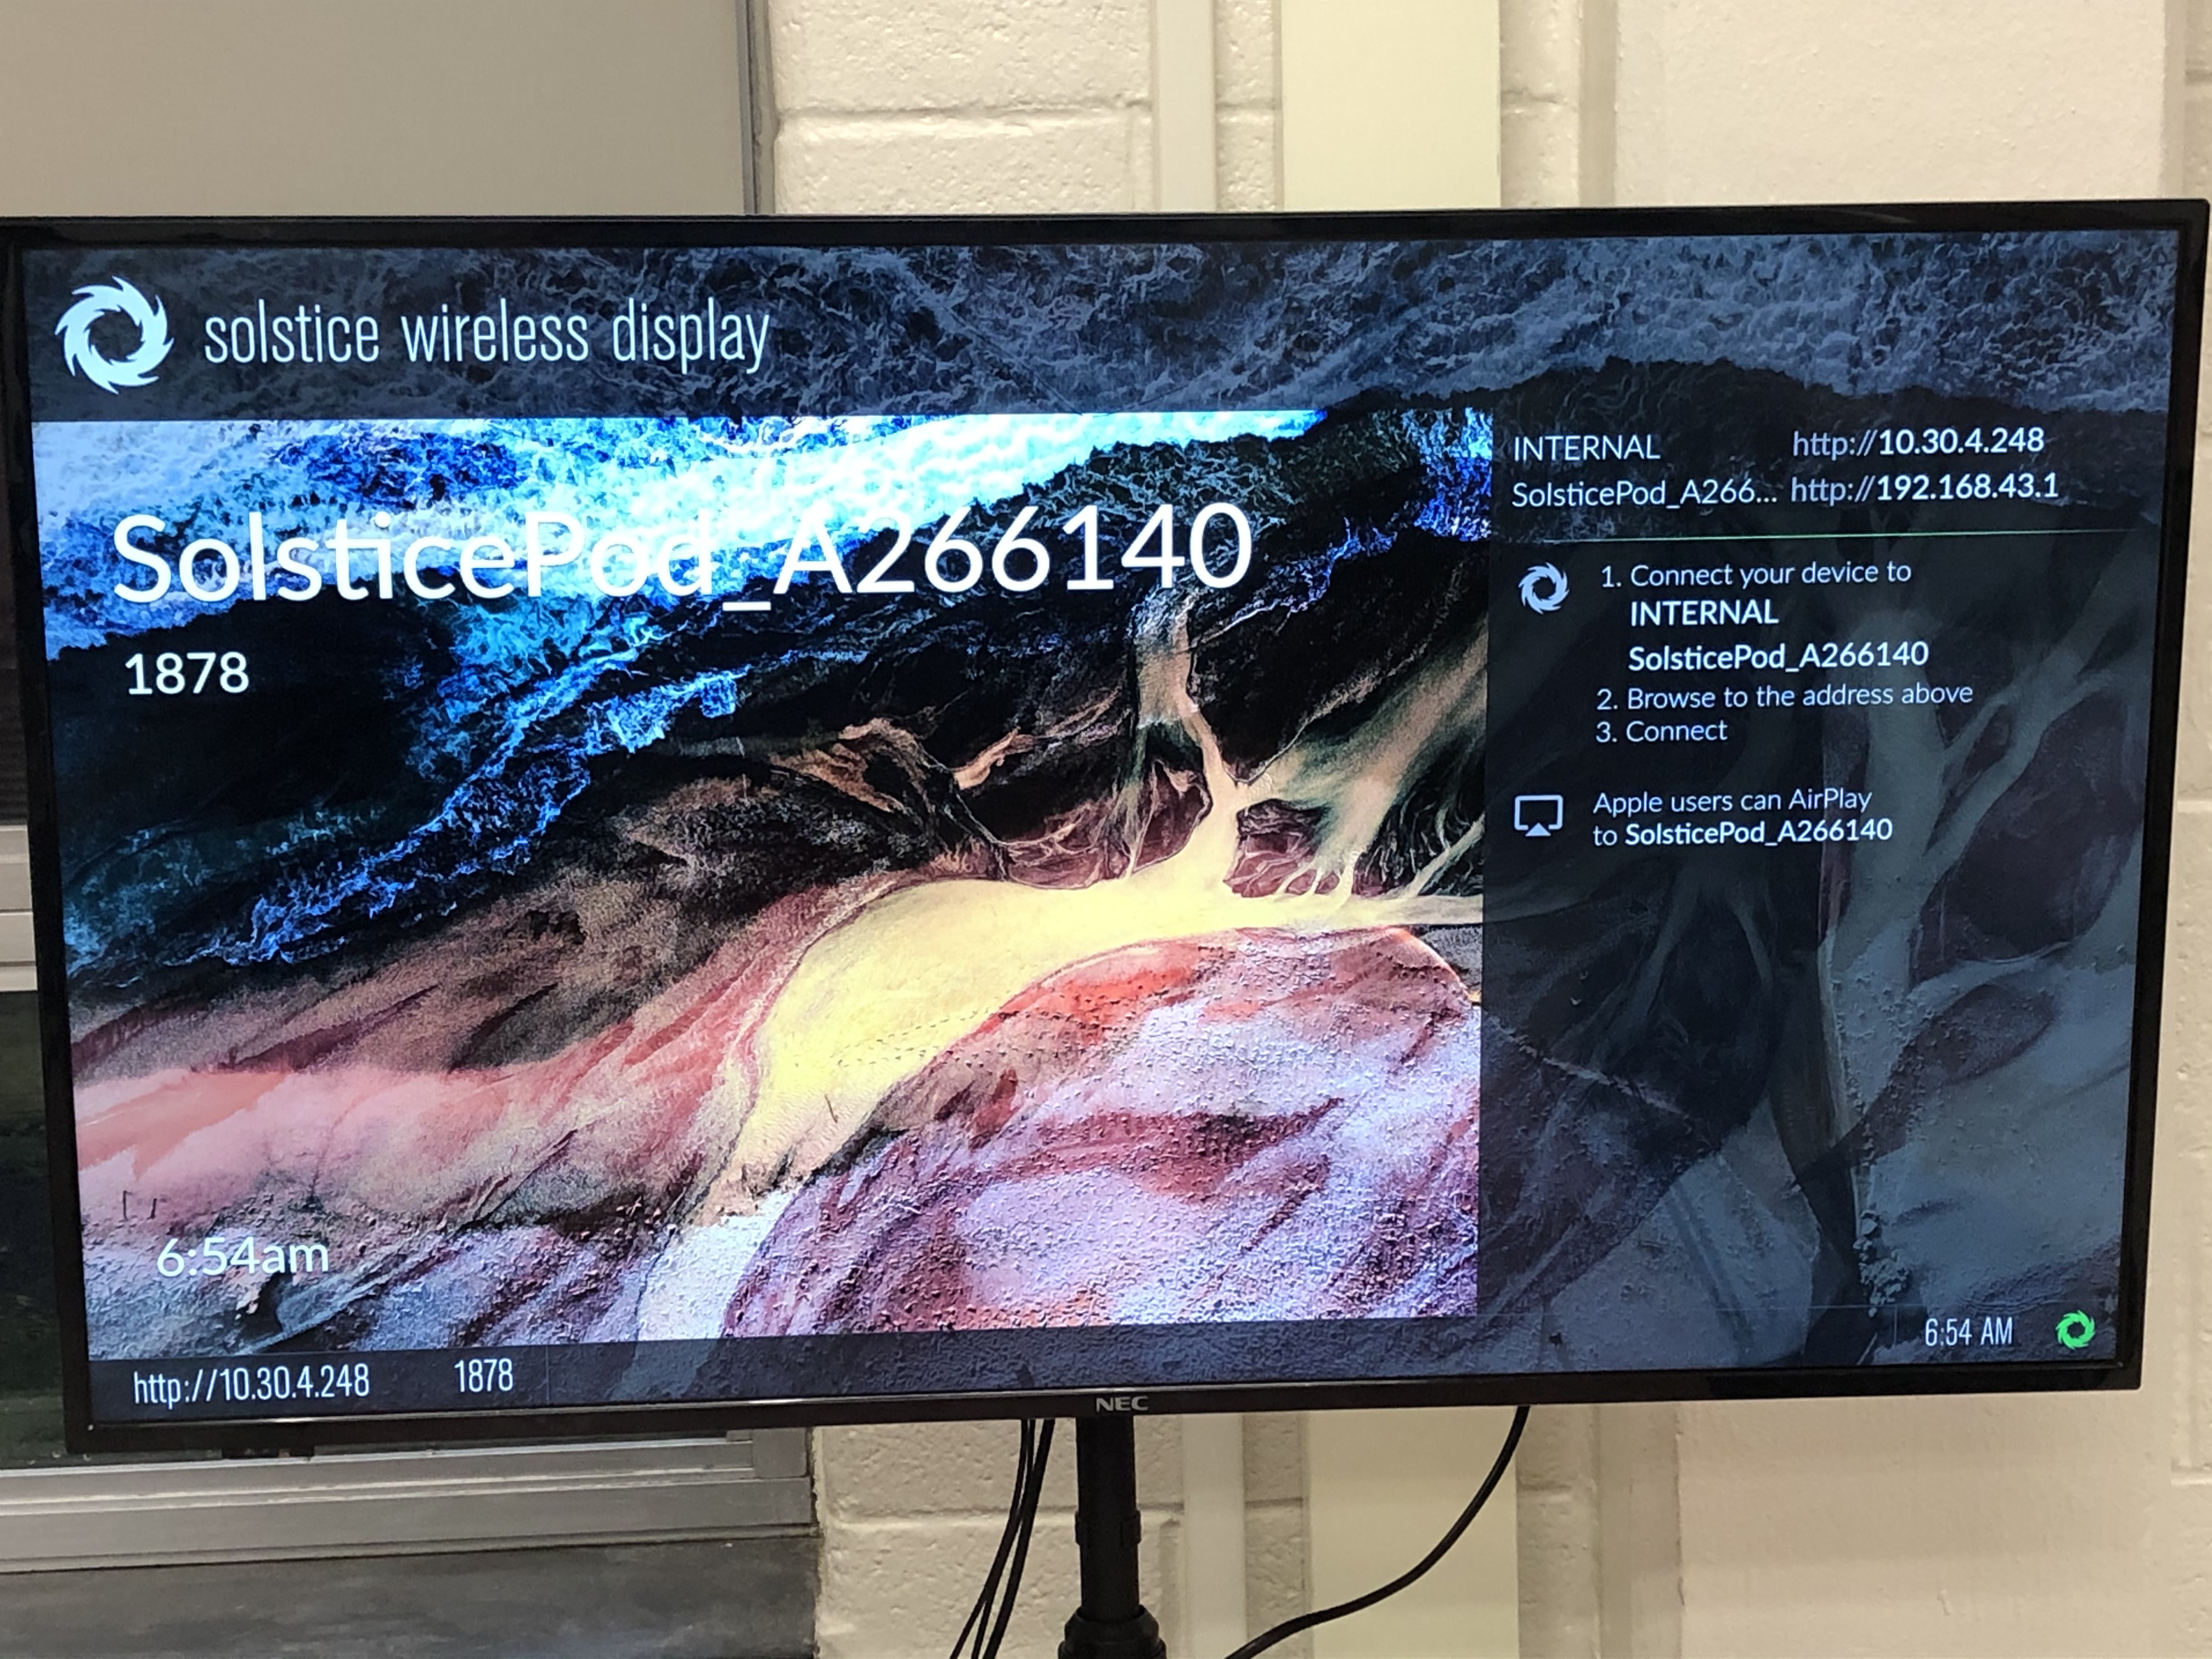 solstice wireless display
SolsticePod_A266140
1878
6:54am
INTERNAL http://10.30.4.248
SolsticePod_A266... http://192.168.43.1
1. Connect your device to
INTERNAL
SolsticePod_A266140
2. Browse to the address above
3. Connect
Apple users can AirPlay
to SolsticePod_A266140
http://10.30.4.248 1878
6:54 AM
NEC